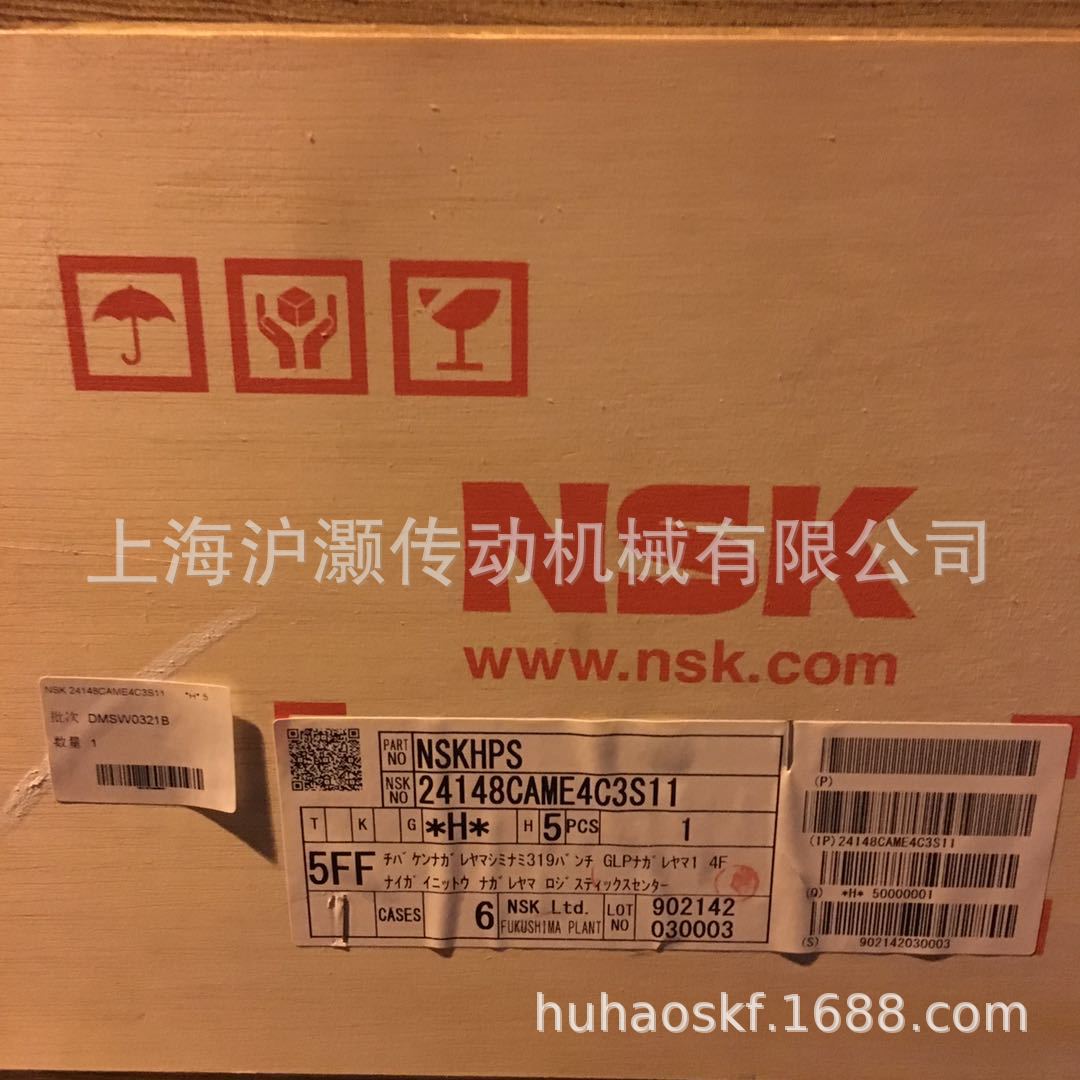 NSK
上海沪灏传动机械有限公司
www.nsk.com
NSK 24148CAME4C3S11 *H* 5
批次 DMSW0321B
数量 1
PART NO NSKHPS
NSK NO 24148CAME4C3S11
T K G *H* H 5 PCS 1
5FF チバケンナガレヤマシミナミ319バンチ GLPナガレヤマ1 4F
ナイガイニットウ ナガレヤマ ロジスティックスセンター
1 CASES 6 NSK Ltd. FUKUSHIMA PLANT LOT NO 902142 030003
(P)
(1P)24148CAME4C3S11
(Q) *H* 50000001
(S) 902142030003
huhaoskf.1688.com